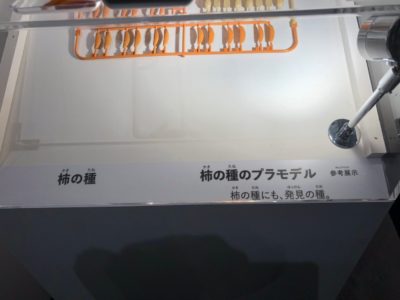 柿の種
柿の種のプラモデル 参考展示
柿の種にも、発見の種。